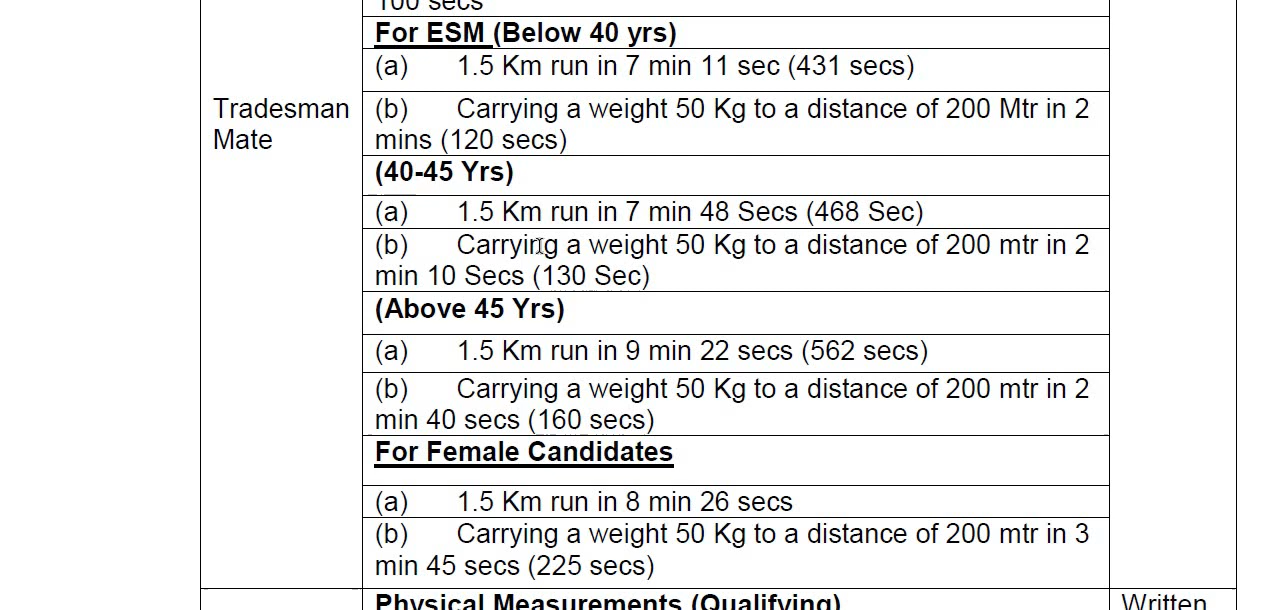 100 secs
For ESM (Below 40 yrs)
(a) 1.5 Km run in 7 min 11 sec (431 secs)
Tradesman
Mate
(b) Carrying a weight 50 Kg to a distance of 200 Mtr in 2
mins (120 secs)
(40-45 Yrs)
(a) 1.5 Km run in 7 min 48 Secs (468 Sec)
(b) Carrying a weight 50 Kg to a distance of 200 mtr in 2
min 10 Secs (130 Sec)
(Above 45 Yrs)
(a) 1.5 Km run in 9 min 22 secs (562 secs)
(b) Carrying a weight 50 Kg to a distance of 200 mtr in 2
min 40 secs (160 secs)
For Female Candidates
(a) 1.5 Km run in 8 min 26 secs
(b) Carrying a weight 50 Kg to a distance of 200 mtr in 3
min 45 secs (225 secs)
Physical Measurements (Qualifying)
Written